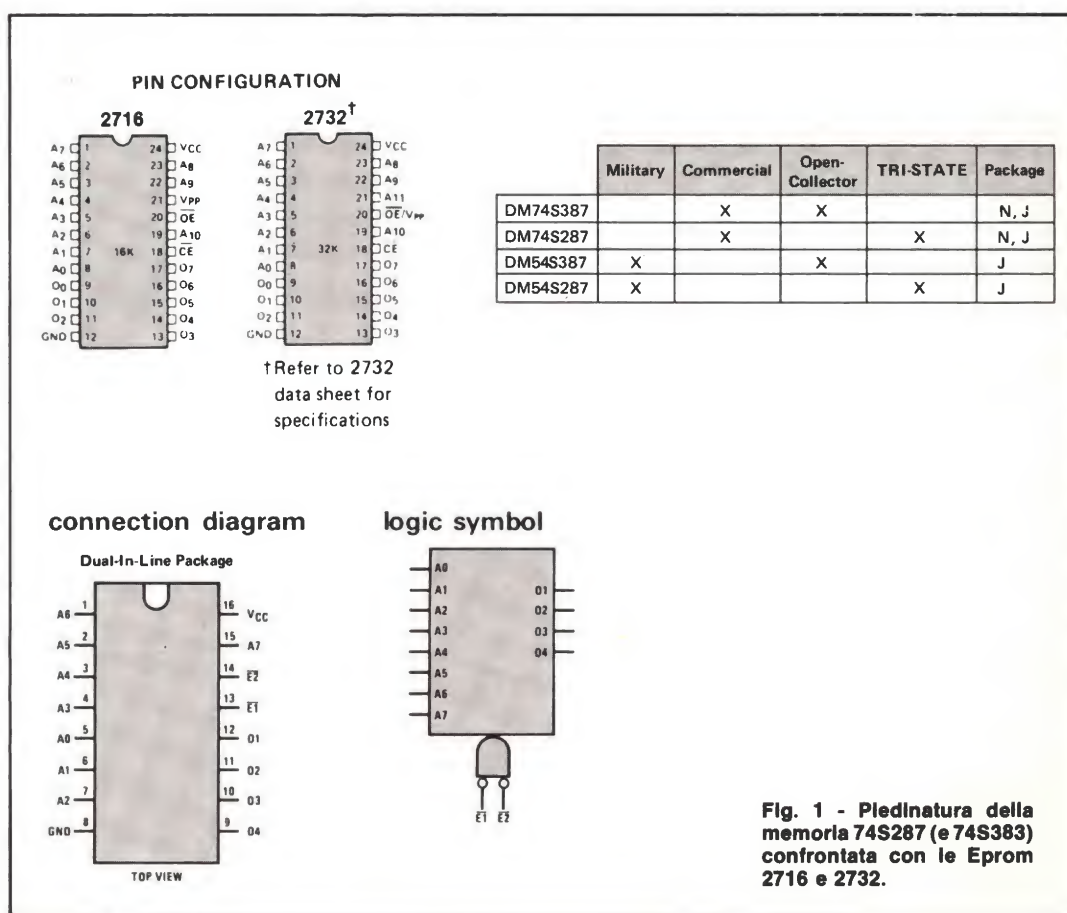 PIN CONFIGURATION
2716
A7 1 24 VCC
A6 2 23 A8
A5 3 22 A9
A4 4 21 VPP
A3 5 20 O̅E̅
A2 6 19 A10
A1 7 16K 18 C̅E̅
A0 8 17 O7
O0 9 16 O6
O1 10 15 O5
O2 11 14 O4
GND 12 13 O3
2732†
A7 1 24 VCC
A6 2 23 A8
A5 3 22 A9
A4 4 21 A11
A3 5 20 O̅E̅/VPP
A2 6 19 A10
A1 7 32K 18 C̅E̅
A0 8 17 O7
O0 9 16 O6
O1 10 15 O5
O2 11 14 O4
GND 12 13 O3
†Refer to 2732
data sheet for
specifications
Military Commercial Open-Collector TRI-STATE Package
DM74S387 X X N, J
DM74S287 X X N, J
DM54S387 X X J
DM54S287 X X J
connection diagram
Dual-In-Line Package
A6 1 16 VCC
A5 2 15 A7
A4 3 14 E̅2̅
A3 4 13 E̅1̅
A0 5 12 O1
A1 6 11 O2
A2 7 10 O3
GND 8 9 O4
TOP VIEW
logic symbol
A0
A1 O1
A2 O2
A3 O3
A4 O4
A5
A6
A7
E̅1̅ E̅2̅
Fig. 1 - Piedinatura della
memoria 74S287 (e 74S383)
confrontata con le Eprom
2716 e 2732.